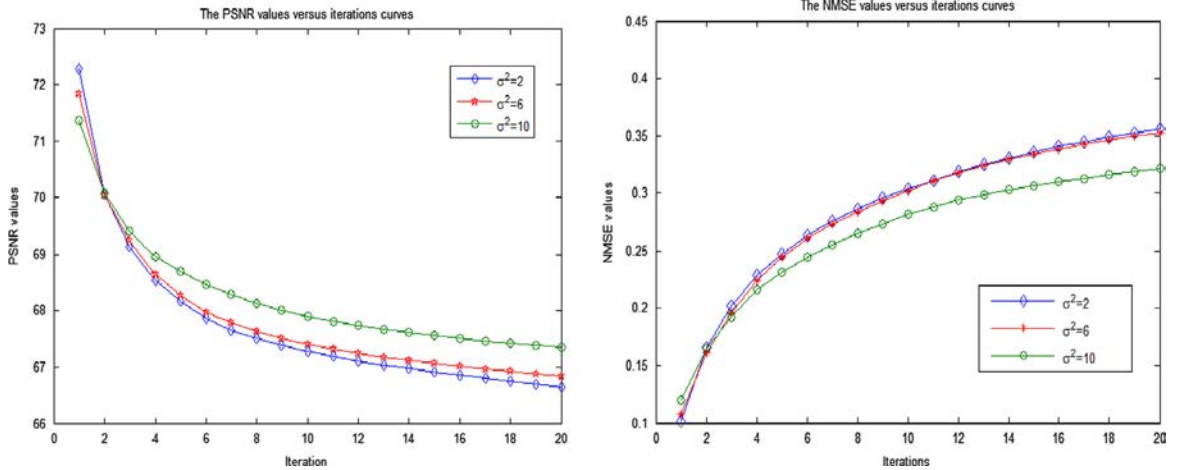 The PSNR values versus iterations curves
73
72
71
70
69
68
67
66
PSNR values
σ²=2
σ²=6
σ²=10
0 2 4 6 8 10 12 14 16 18 20
Iteration
The NMSE values versus iterations curves
0.45
0.4
0.35
0.3
0.25
0.2
0.15
0.1
NMSE values
σ²=2
σ²=6
σ²=10
0 2 4 6 8 10 12 14 16 18 20
Iterations